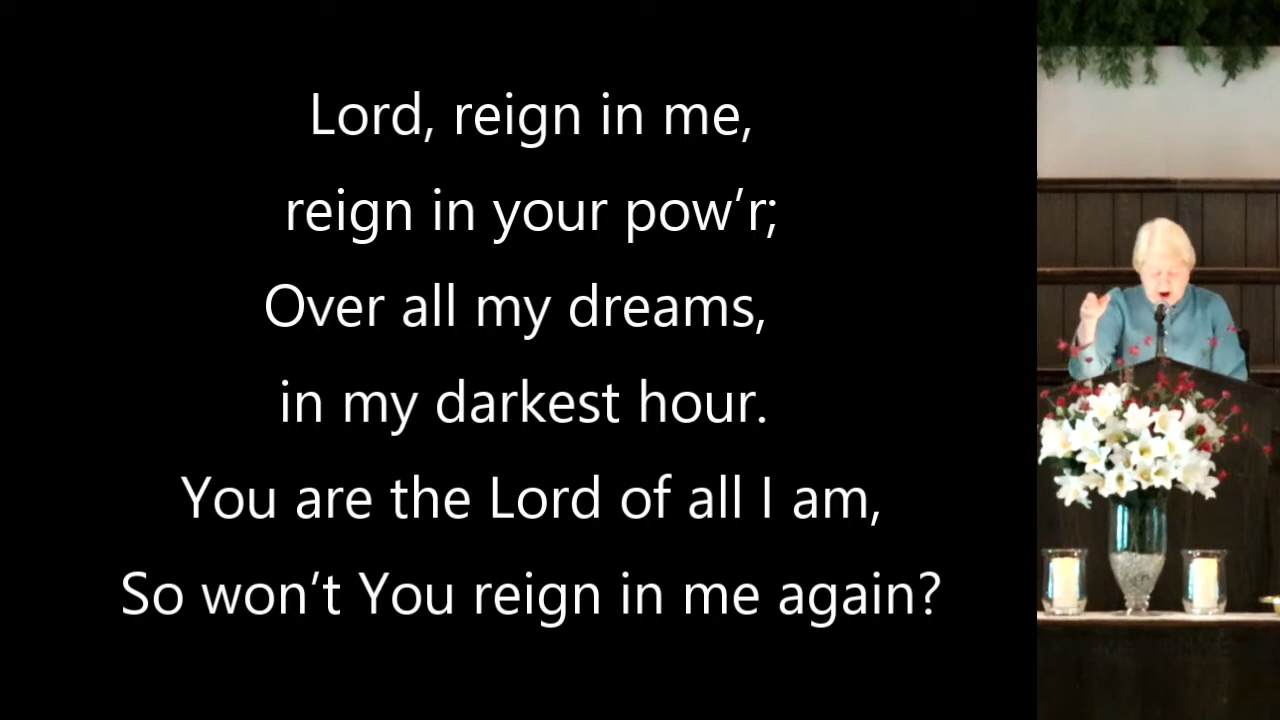 Lord, reign in me,
reign in your pow’r;
Over all my dreams,
in my darkest hour.
You are the Lord of all I am,
So won’t You reign in me again?